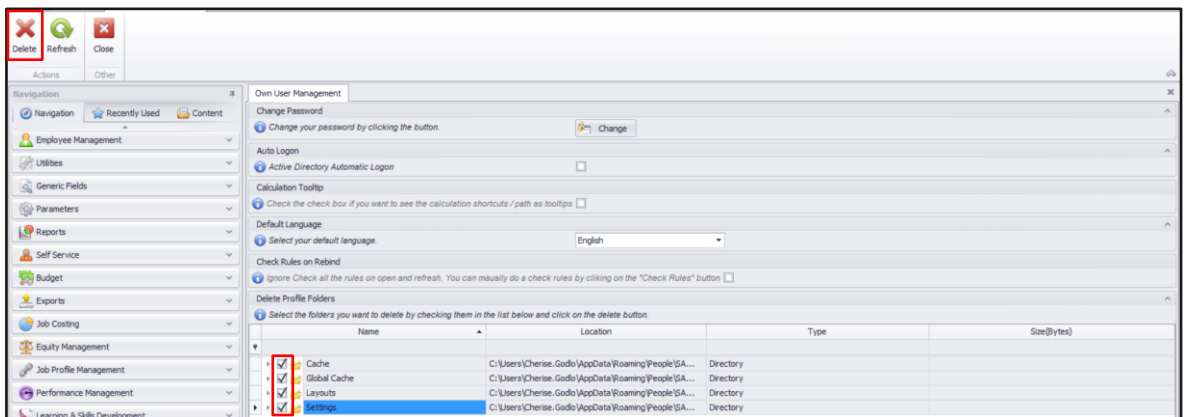 Delete Refresh Close
Actions Other
Navigation
Navigation Recently Used Content
Employee Management
Utilities
Generic Fields
Parameters
Reports
Self Service
Budget
Exports
Job Costing
Equity Management
Job Profile Management
Performance Management
Learning & Skills Development
Own User Management
Change Password
Change your password by clicking the button. Change
Auto Logon
Active Directory Automatic Logon
Calculation Tooltip
Check the check box if you want to see the calculation shortcuts / path as tooltips
Default Language
Select your default language. English
Check Rules on Rebind
Ignore Check all the rules on open and refresh. You can maually do a check rules by cliking on the "Check Rules" button
Delete Profile Folders
Select the folders you want to delete by checking them in the list below and click on the delete button.
Name Location Type Size(Bytes)
Cache C:\Users\Cherise.Godlo\AppData\Roaming\People\SA... Directory
Global Cache C:\Users\Cherise.Godlo\AppData\Roaming\People\SA... Directory
Layouts C:\Users\Cherise.Godlo\AppData\Roaming\People\SA... Directory
Settings C:\Users\Cherise.Godlo\AppData\Roaming\People\SA... Directory